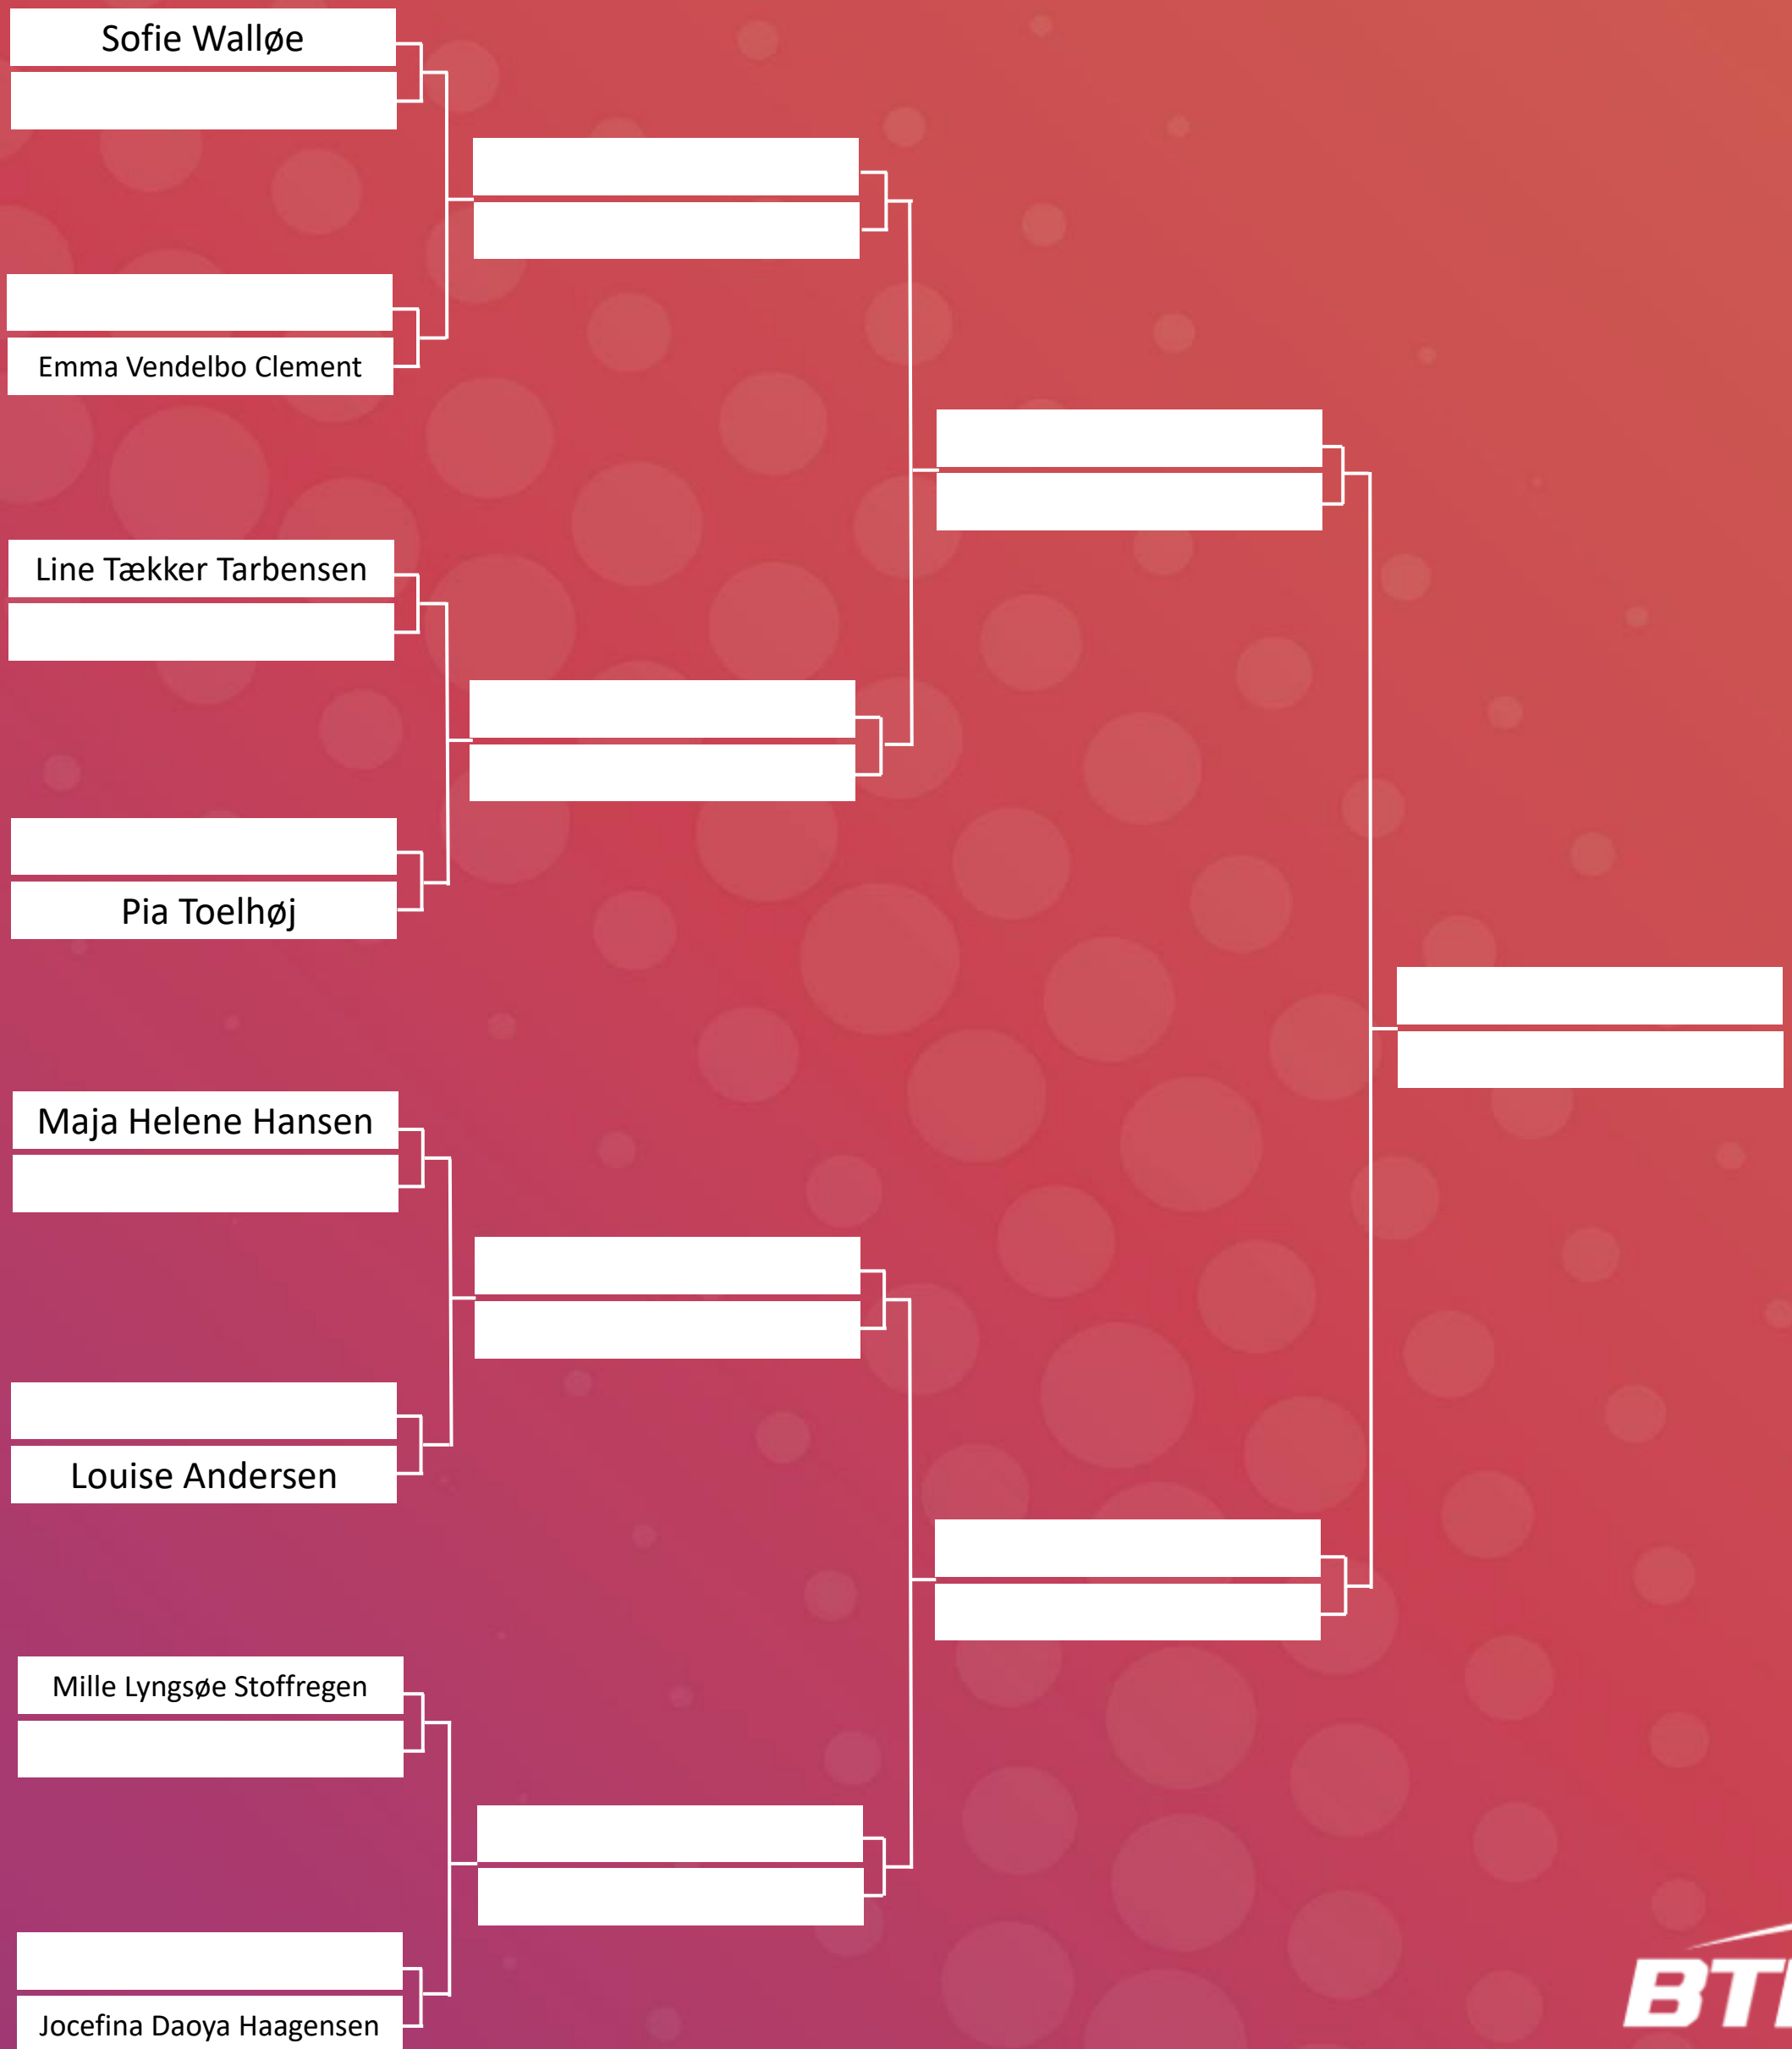 Sofie Walløe
Emma Vendelbo Clement
Line Tækker Tarbensen
Pia Toelhøj
Maja Helene Hansen
Louise Andersen
Mille Lyngsøe Stoffregen
Jocefina Daoya Haagensen